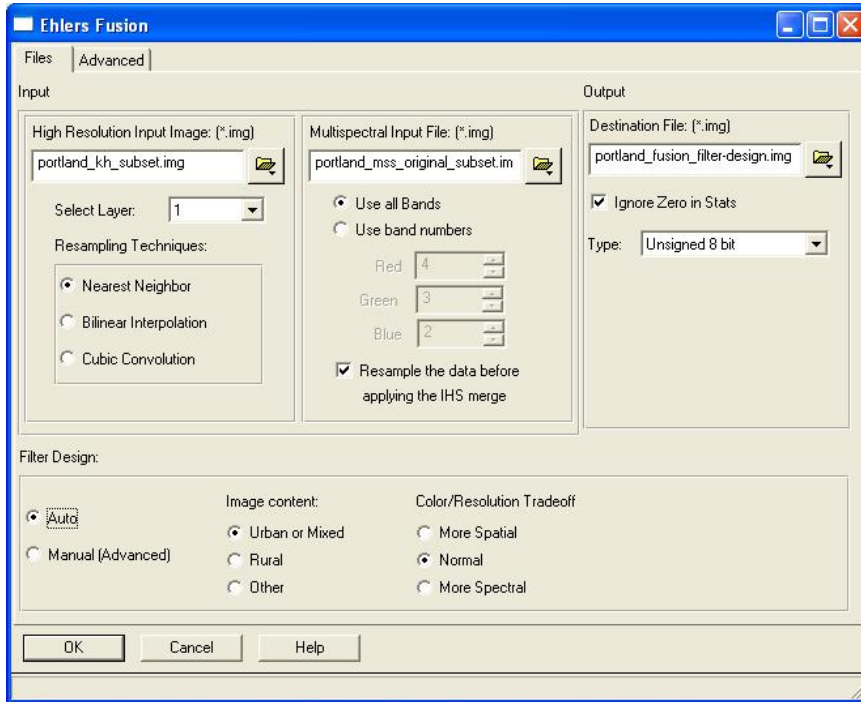 Ehlers Fusion
Files
Advanced
Input
High Resolution Input Image: (*.img)
portland_kh_subset.img
Select Layer: 1
Resampling Techniques:
Nearest Neighbor
Bilinear Interpolation
Cubic Convolution
Multispectral Input File: (*.img)
portland_mss_original_subset.im
Use all Bands
Use band numbers
Red 4
Green 3
Blue 2
Resample the data before
applying the IHS merge
Output
Destination File: (*.img)
portland_fusion_filter-design.img
Ignore Zero in Stats
Type: Unsigned 8 bit
Filter Design:
Auto
Manual (Advanced)
Image content:
Urban or Mixed
Rural
Other
Color/Resolution Tradeoff
More Spatial
Normal
More Spectral
OK
Cancel
Help